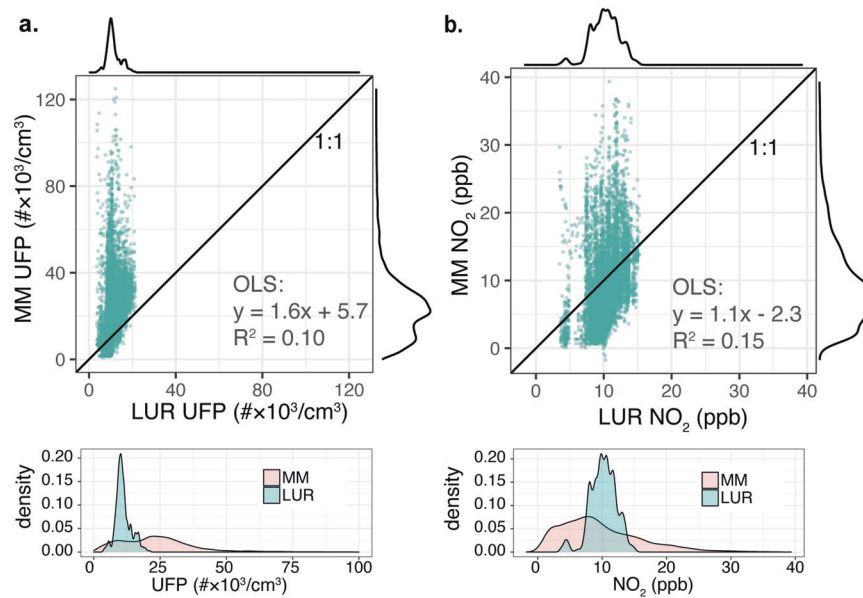 a.
120
80
40
0
MM UFP (#×10³/cm³)
1:1
OLS:
y = 1.6x + 5.7
R² = 0.10
0 40 80 120
LUR UFP (#×10³/cm³)
b.
40
30
20
10
0
MM NO₂ (ppb)
1:1
OLS:
y = 1.1x - 2.3
R² = 0.15
0 10 20 30 40
LUR NO₂ (ppb)
0.20
0.15
0.10
0.05
0.00
density
MM
LUR
0 25 50 75 100
UFP (#×10³/cm³)
0.20
0.15
0.10
0.05
0.00
density
MM
LUR
0 10 20 30 40
NO₂ (ppb)